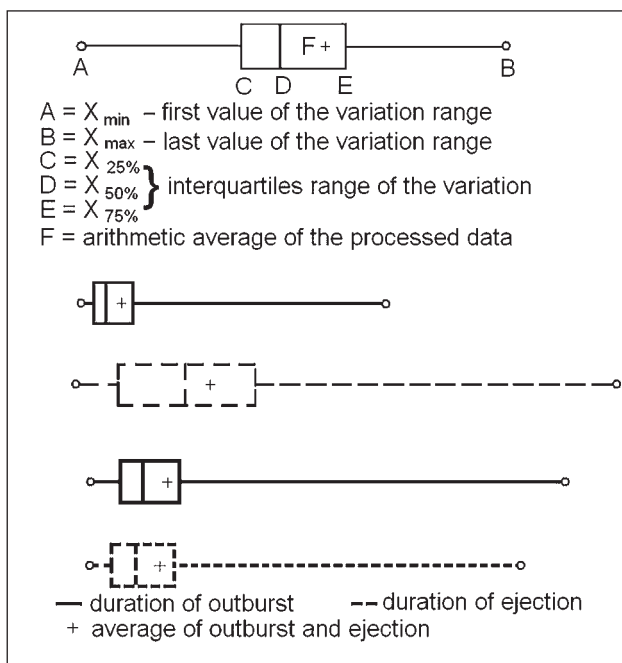 F +
A B
C D E
A = X min – first value of the variation range
B = X max – last value of the variation range
C = X 25%
D = X 50% } interquartiles range of the variation
E = X 75%
F = arithmetic average of the processed data
— duration of outburst -- duration of ejection
+ average of outburst and ejection